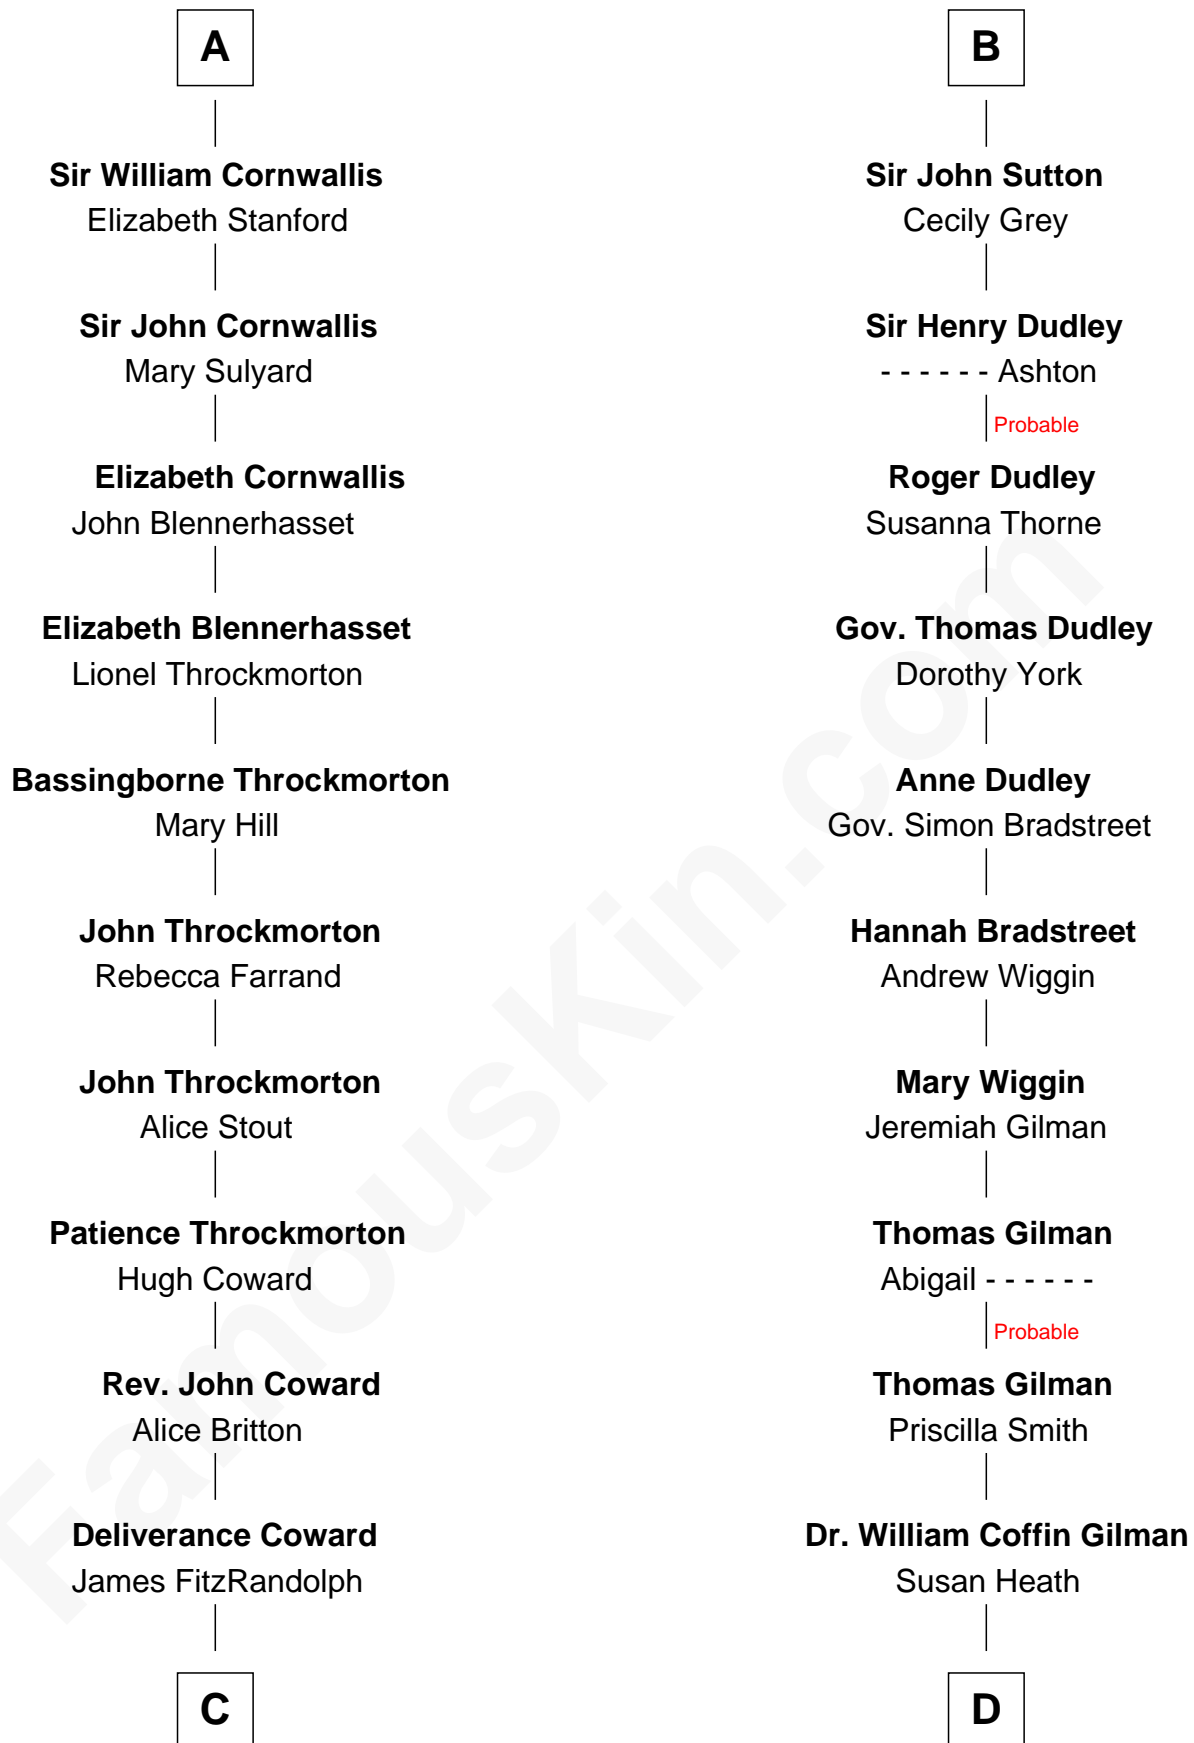 A
Sir William Cornwallis
Elizabeth Stanford
Sir John Cornwallis
Mary Sulyard
Elizabeth Cornwallis
John Blennerhasset
Elizabeth Blennerhasset
Lionel Throckmorton
Bassingborne Throckmorton
Mary Hill
John Throckmorton
Rebecca Farrand
John Throckmorton
Alice Stout
Patience Throckmorton
Hugh Coward
Rev. John Coward
Alice Britton
Deliverance Coward
James FitzRandolph
C
B
Sir John Sutton
Cecily Grey
Sir Henry Dudley
- - - - - - Ashton
Probable
Roger Dudley
Susanna Thorne
Gov. Thomas Dudley
Dorothy York
Anne Dudley
Gov. Simon Bradstreet
Hannah Bradstreet
Andrew Wiggin
Mary Wiggin
Jeremiah Gilman
Thomas Gilman
Abigail - - - - - -
Probable
Thomas Gilman
Priscilla Smith
Dr. William Coffin Gilman
Susan Heath
D
FamousKin.com